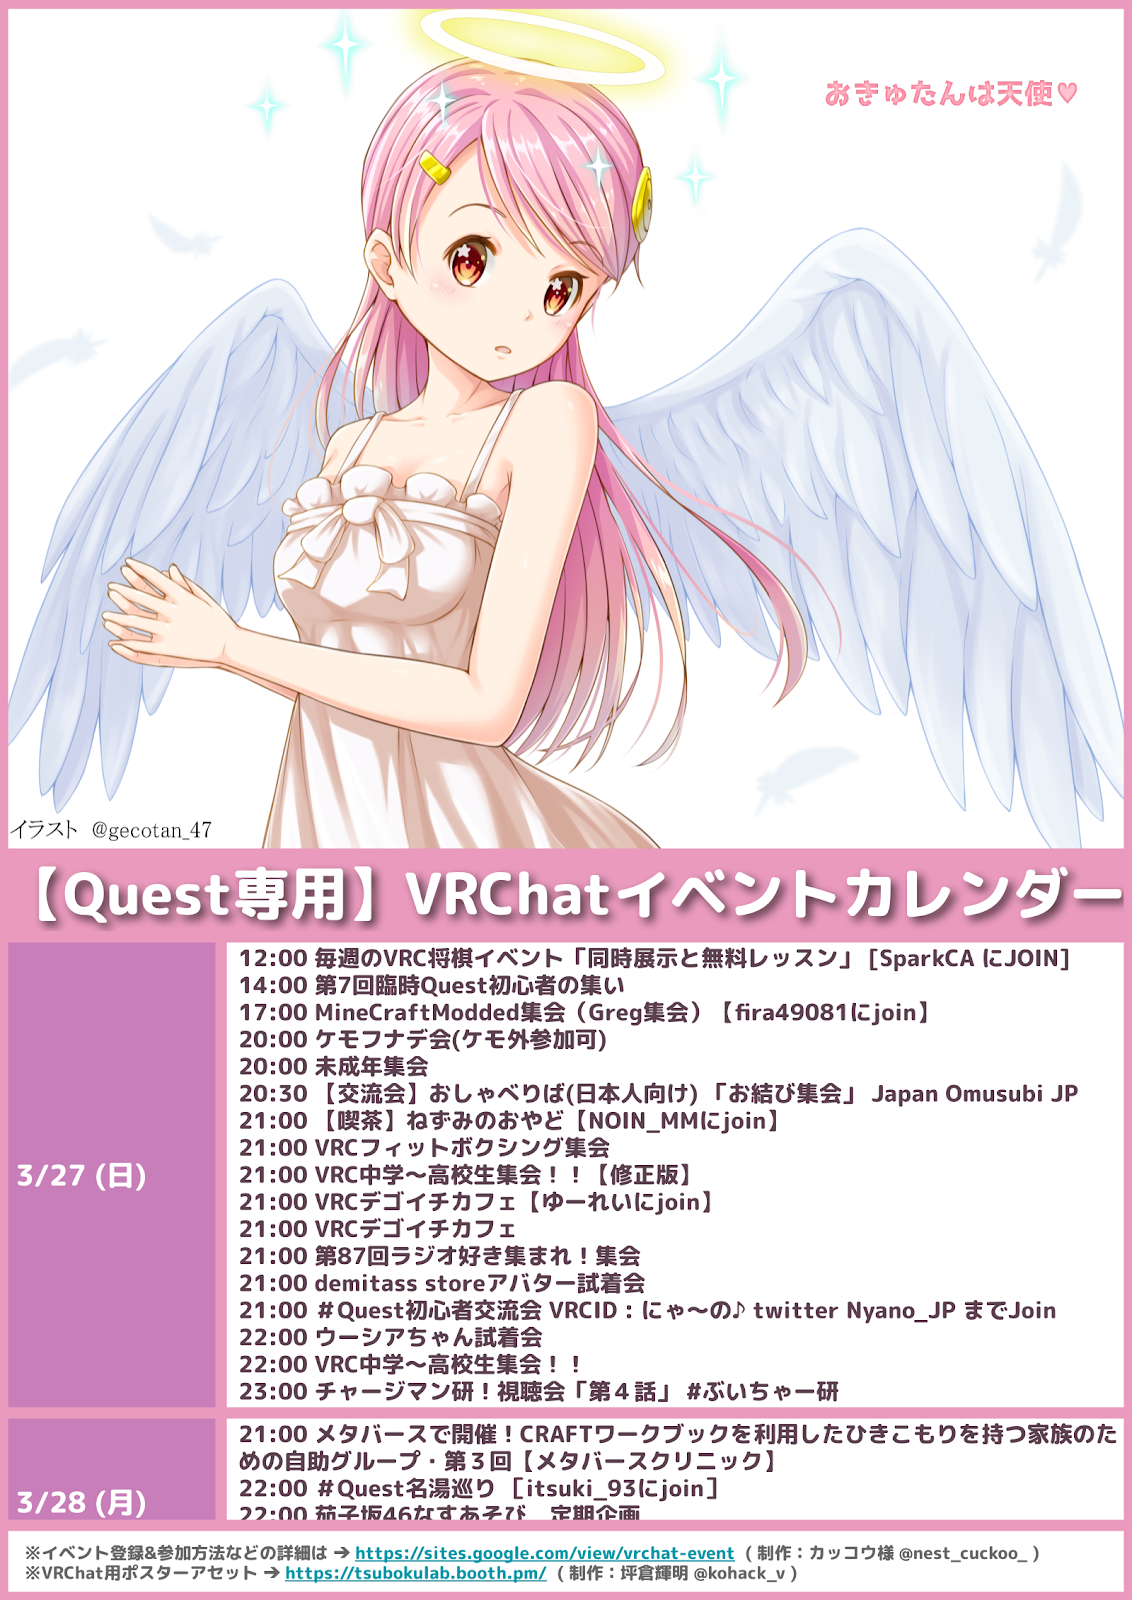 おきゅたんは天使♥
イラスト @gecotan_47
【Quest専用】VRChatイベントカレンダー
3/27 (日)
12:00 毎週のVRC将棋イベント「同時展示と無料レッスン」 [SparkCA にJOIN]
14:00 第7回臨時Quest初心者の集い
17:00 MineCraftModded集会（Greg集会）【fira49081にjoin】
20:00 ケモフナデ会(ケモ外参加可)
20:00 未成年集会
20:30 【交流会】おしゃべりば(日本人向け) 「お結び集会」 Japan Omusubi JP
21:00 【喫茶】ねずみのおやど【NOIN_MMにjoin】
21:00 VRCフィットボクシング集会
21:00 VRC中学〜高校生集会！！【修正版】
21:00 VRCデゴイチカフェ【ゆーれいにjoin】
21:00 VRCデゴイチカフェ
21:00 第87回ラジオ好き集まれ！集会
21:00 demitass storeアバター試着会
21:00 #Quest初心者交流会 VRCID：にゃ〜の♪ twitter Nyano_JP までJoin
22:00 ウーシアちゃん試着会
22:00 VRC中学〜高校生集会！！
23:00 チャージマン研！視聴会「第４話」 #ぶいちゃー研
3/28 (月)
21:00 メタバースで開催！CRAFTワークブックを利用したひきこもりを持つ家族のた
めの自助グループ・第３回【メタバースクリニック】
22:00 #Quest名湯巡り ［itsuki_93にjoin］
22:00 茄子坂46なすあそび 定期企画
※イベント登録&参加方法などの詳細は ➔ https://sites.google.com/view/vrchat-event ( 制作：カッコウ様 @nest_cuckoo_ )
※VRChat用ポスターアセット ➔ https://tsubokulab.booth.pm/ ( 制作：坪倉輝明 @kohack_v )